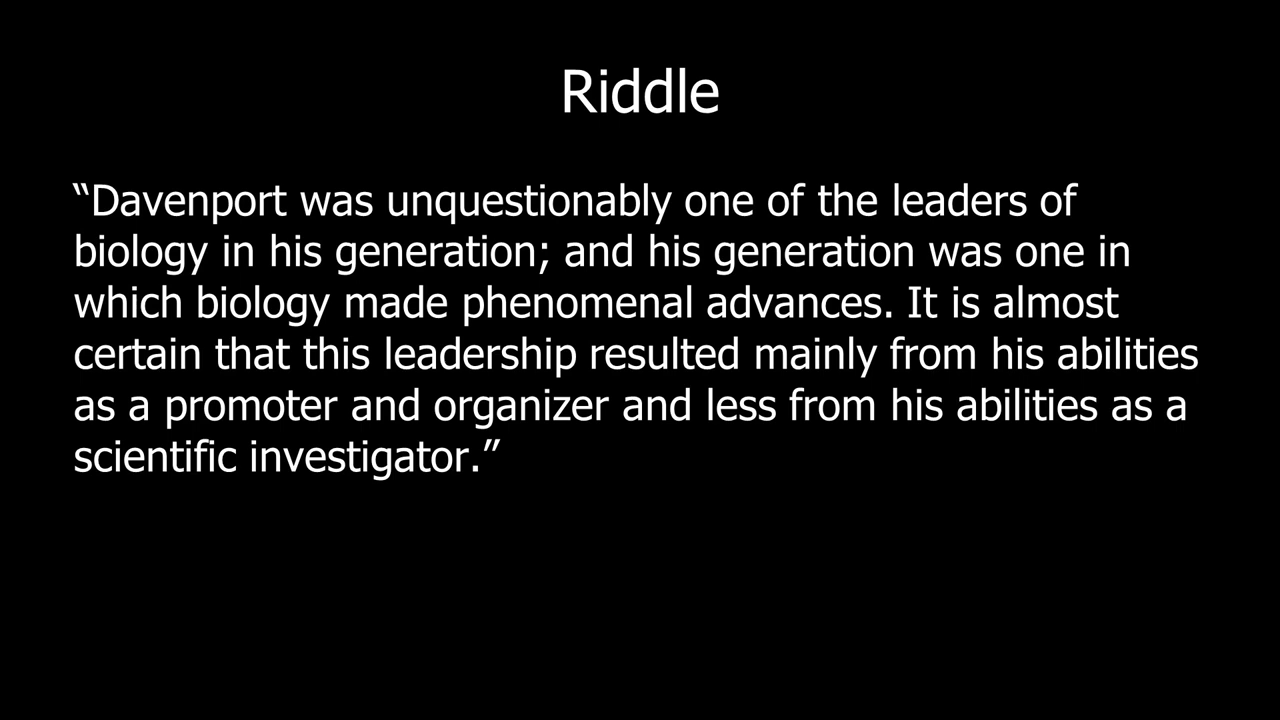 Riddle
“Davenport was unquestionably one of the leaders of
biology in his generation; and his generation was one in
which biology made phenomenal advances. It is almost
certain that this leadership resulted mainly from his abilities
as a promoter and organizer and less from his abilities as a
scientific investigator.”